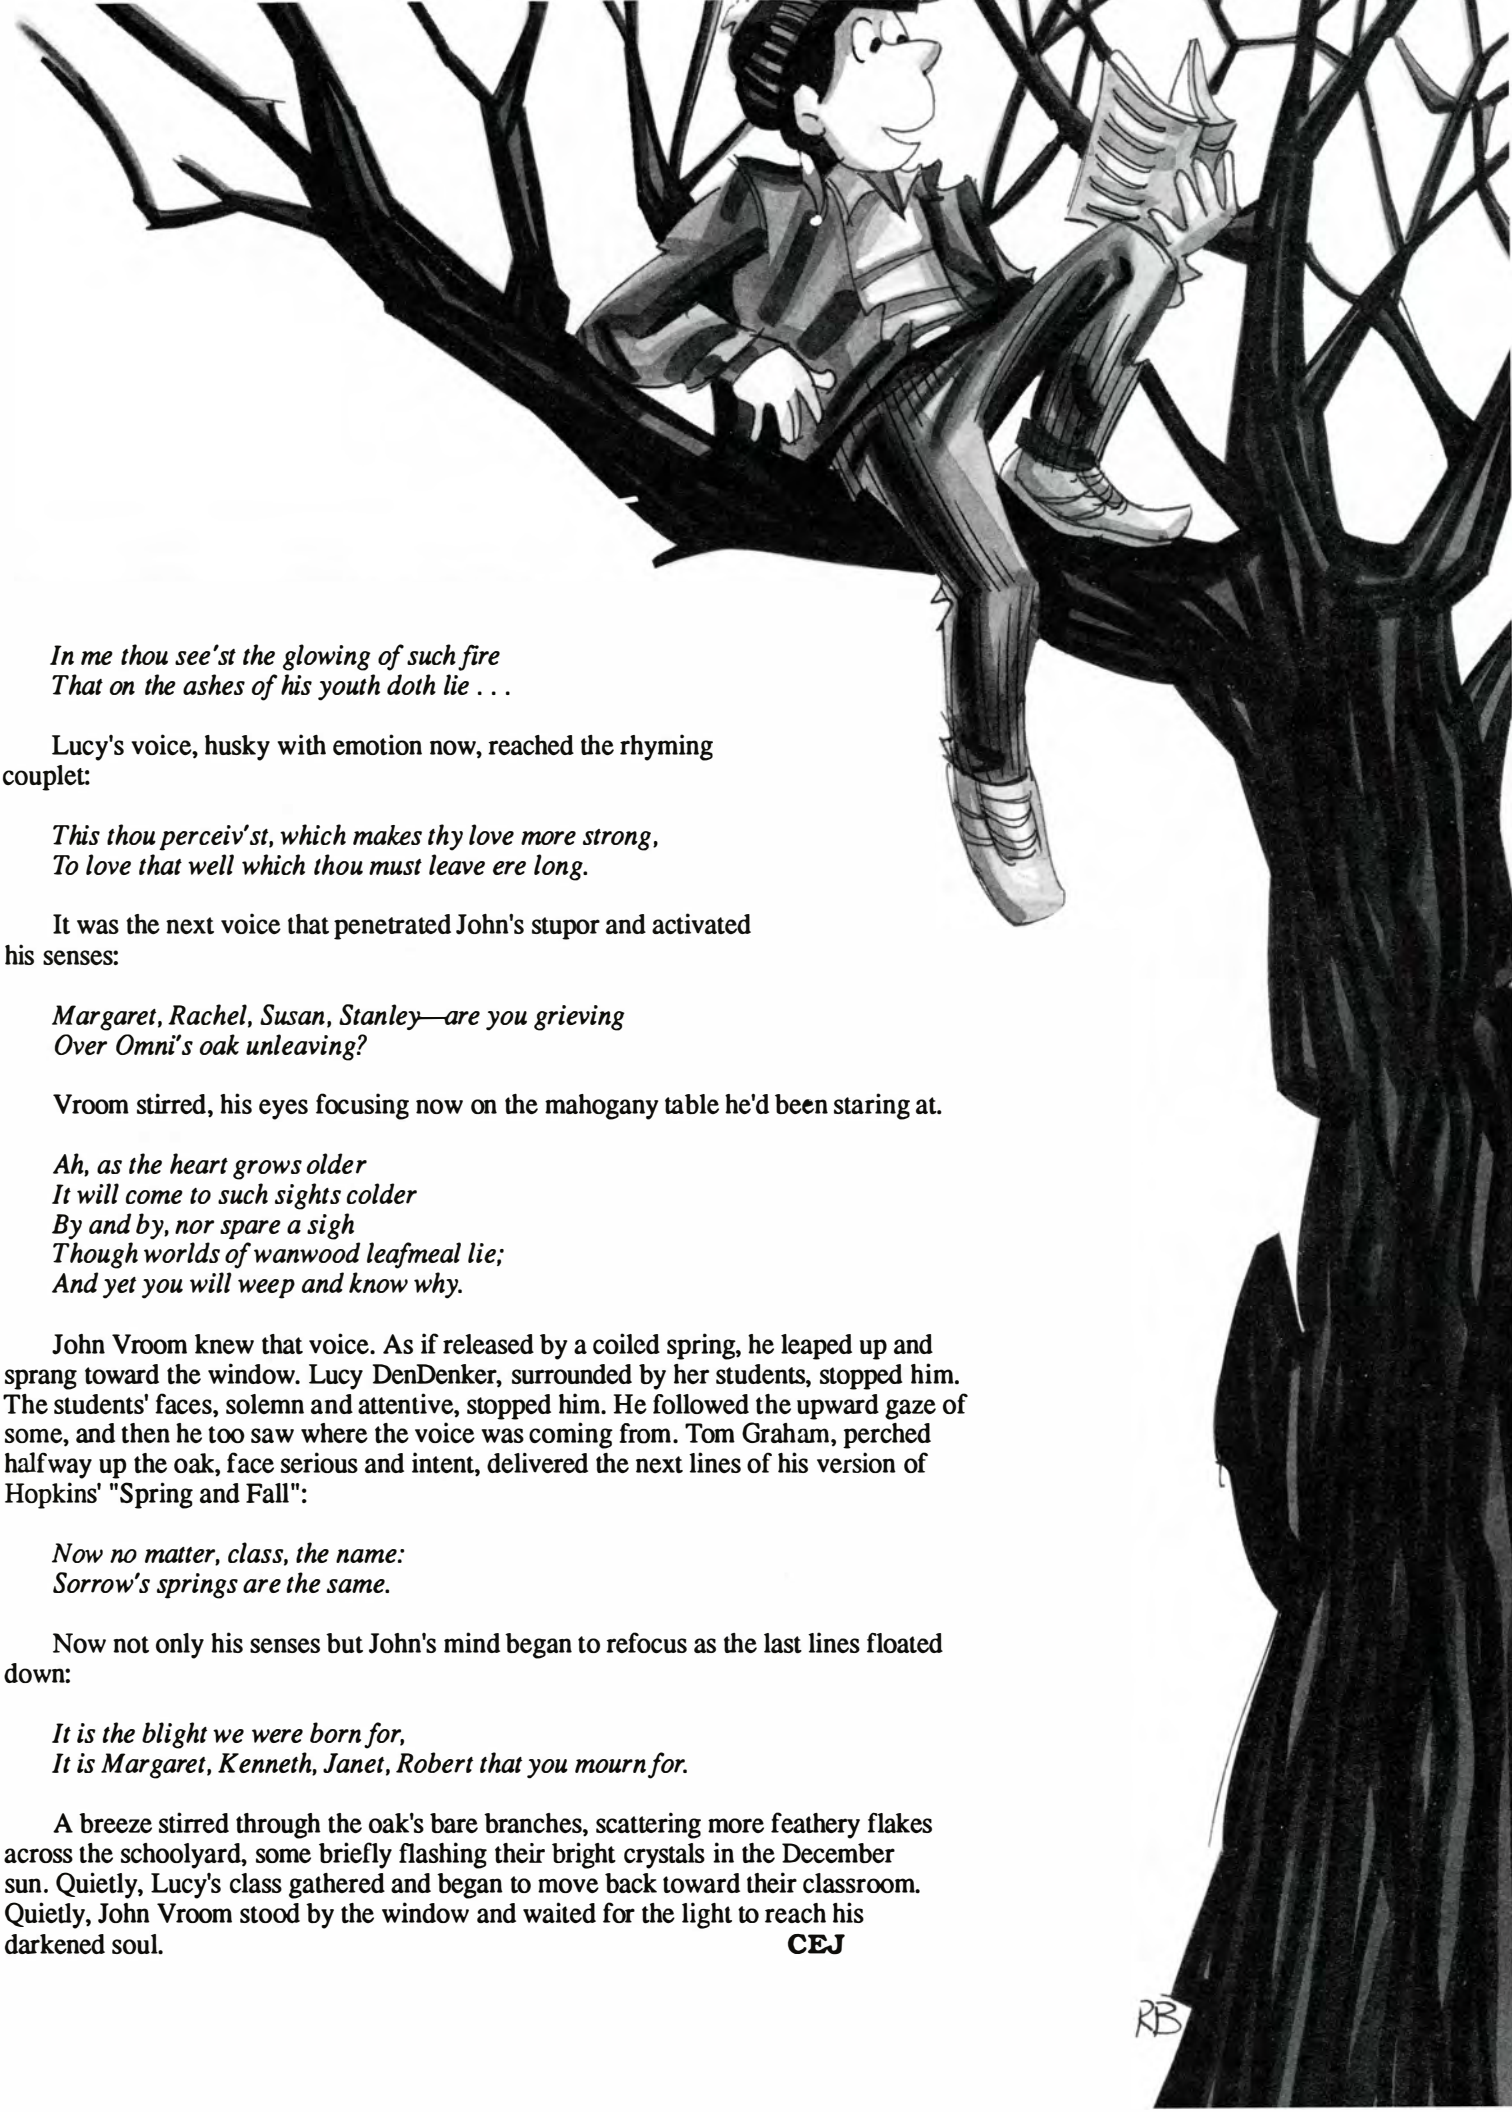 In me thou see'st the glowing of such fire
That on the ashes of his youth doth lie . . .
Lucy's voice, husky with emotion now, reached the rhyming
couplet:
This thou perceiv'st, which makes thy love more strong,
To love that well which thou must leave ere long.
It was the next voice that penetrated John's stupor and activated
his senses:
Margaret, Rachel, Susan, Stanley—are you grieving
Over Omni's oak unleaving?
Vroom stirred, his eyes focusing now on the mahogany table he'd been staring at.
Ah, as the heart grows older
It will come to such sights colder
By and by, nor spare a sigh
Though worlds of wanwood leafmeal lie;
And yet you will weep and know why.
John Vroom knew that voice. As if released by a coiled spring, he leaped up and
sprang toward the window. Lucy DenDenker, surrounded by her students, stopped him.
The students' faces, solemn and attentive, stopped him. He followed the upward gaze of
some, and then he too saw where the voice was coming from. Tom Graham, perched
halfway up the oak, face serious and intent, delivered the next lines of his version of
Hopkins' "Spring and Fall":
Now no matter, class, the name:
Sorrow's springs are the same.
Now not only his senses but John's mind began to refocus as the last lines floated
down:
It is the blight we were born for,
It is Margaret, Kenneth, Janet, Robert that you mourn for.
A breeze stirred through the oak's bare branches, scattering more feathery flakes
across the schoolyard, some briefly flashing their bright crystals in the December
sun. Quietly, Lucy's class gathered and began to move back toward their classroom.
Quietly, John Vroom stood by the window and waited for the light to reach his
darkened soul. CEJ
RB